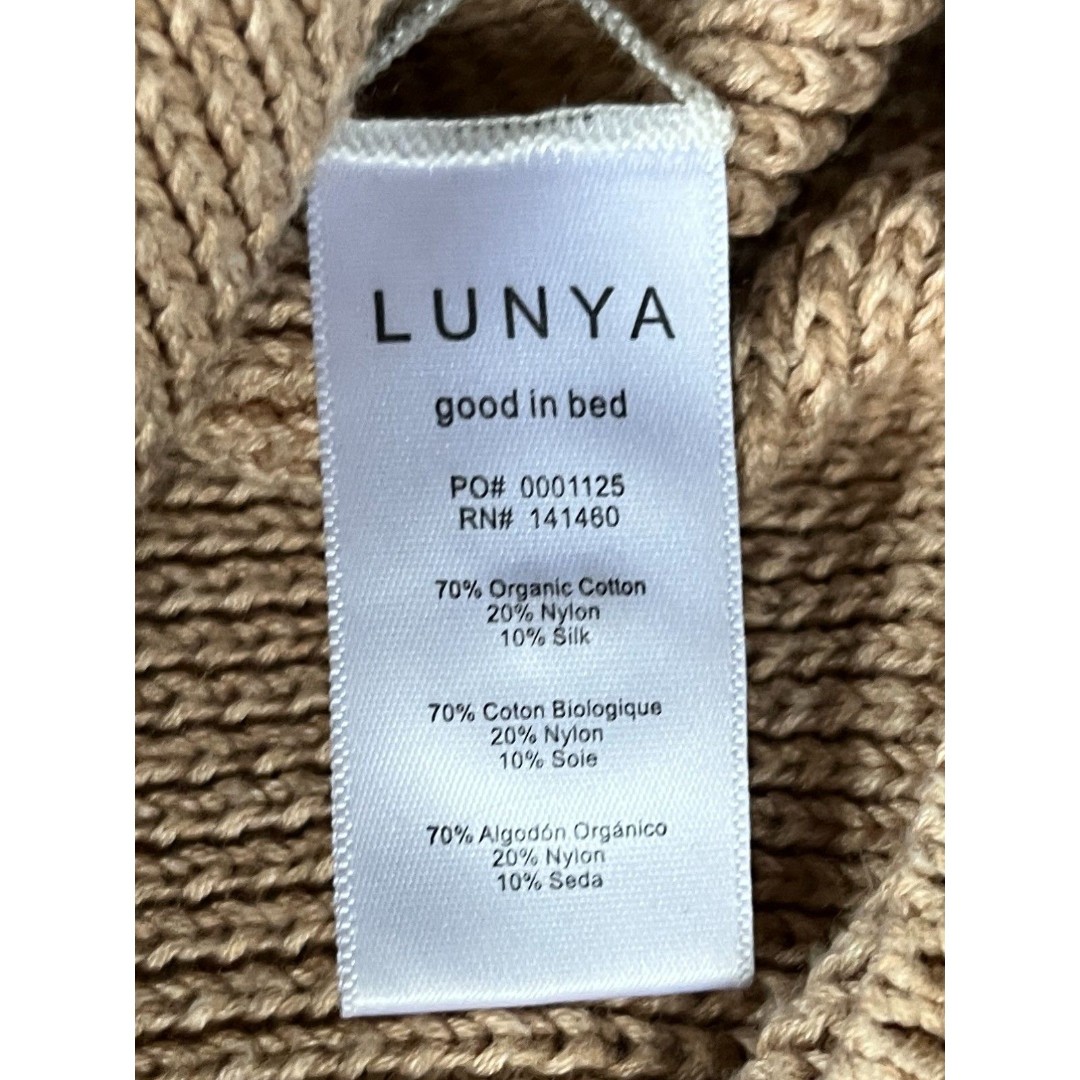 LUNYA
good in bed
PO# 0001125
RN# 141460
70% Organic Cotton
20% Nylon
10% Silk
70% Coton Biologique
20% Nylon
10% Soie
70% Algodón Orgánico
20% Nylon
10% Seda